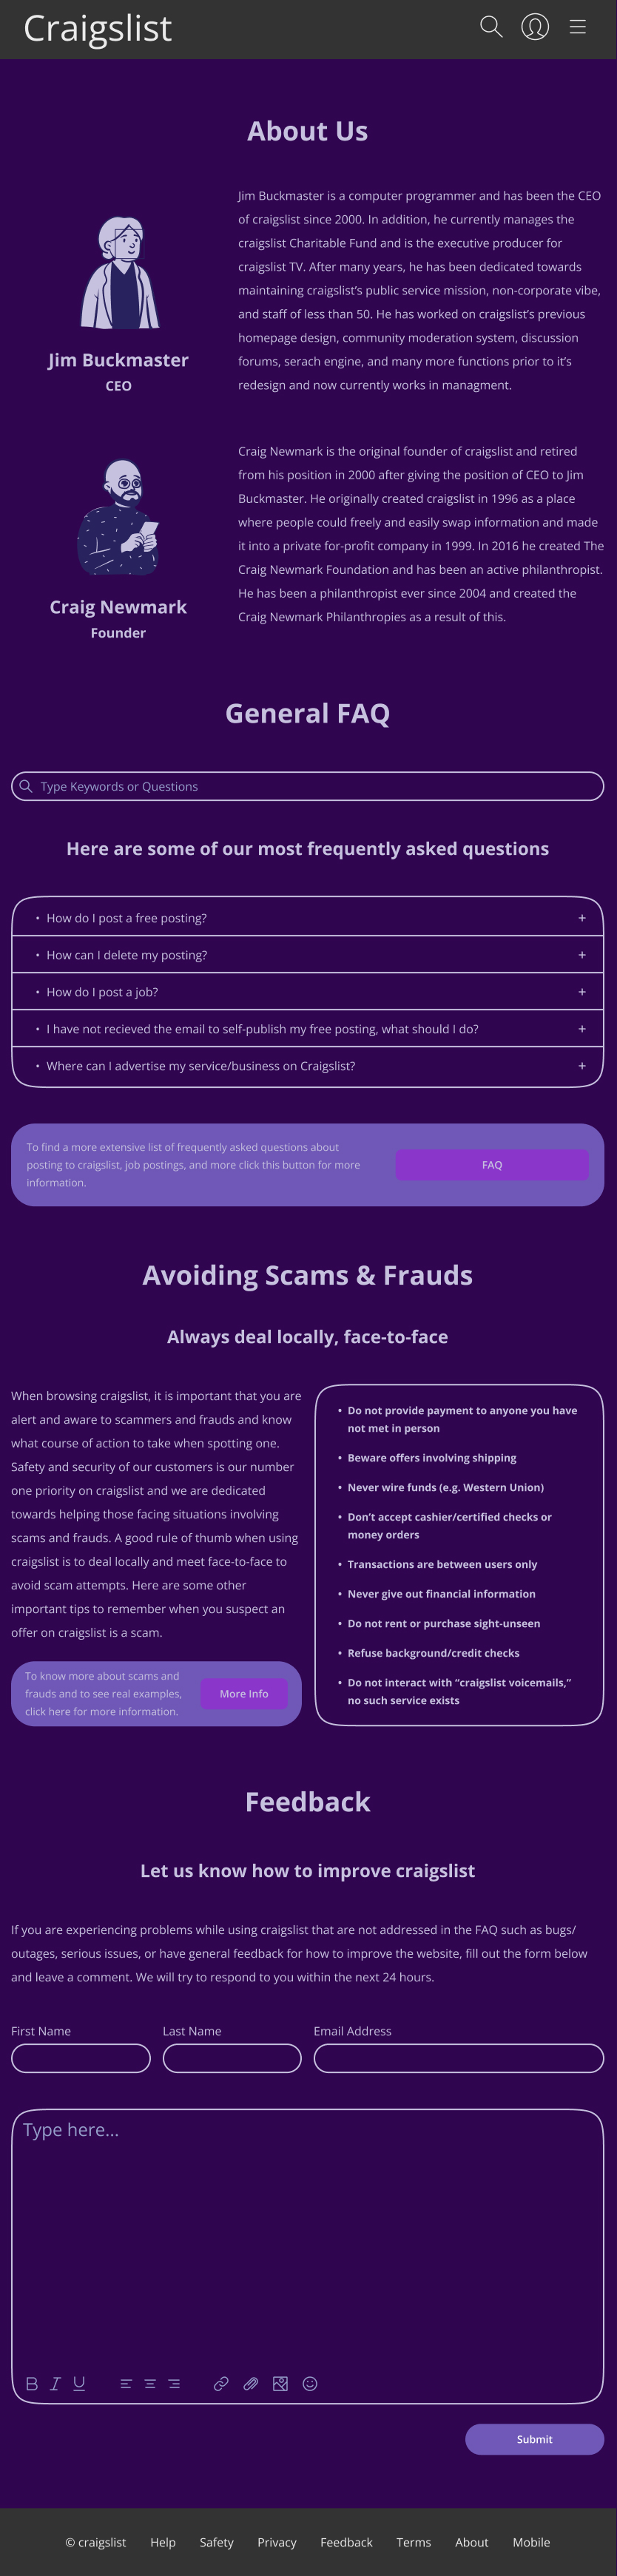 Craigslist
About Us
Jim Buckmaster is a computer programmer and has been the CEO
of craigslist since 2000. In addition, he currently manages the
craigslist Charitable Fund and is the executive producer for
craigslist TV. After many years, he has been dedicated towards
maintaining craigslist’s public service mission, non-corporate vibe,
and staff of less than 50. He has worked on craigslist’s previous
homepage design, community moderation system, discussion
forums, serach engine, and many more functions prior to it’s
redesign and now currently works in managment.
Jim Buckmaster
CEO
Craig Newmark is the original founder of craigslist and retired
from his position in 2000 after giving the position of CEO to Jim
Buckmaster. He originally created craigslist in 1996 as a place
where people could freely and easily swap information and made
it into a private for-profit company in 1999. In 2016 he created The
Craig Newmark Foundation and has been an active philanthropist.
He has been a philanthropist ever since 2004 and created the
Craig Newmark Philanthropies as a result of this.
Craig Newmark
Founder
General FAQ
Type Keywords or Questions
Here are some of our most frequently asked questions
• How do I post a free posting? +
• How can I delete my posting? +
• How do I post a job? +
• I have not recieved the email to self-publish my free posting, what should I do? +
• Where can I advertise my service/business on Craigslist? +
To find a more extensive list of frequently asked questions about
posting to craigslist, job postings, and more click this button for more
information.
FAQ
Avoiding Scams & Frauds
Always deal locally, face-to-face
When browsing craigslist, it is important that you are
alert and aware to scammers and frauds and know
what course of action to take when spotting one.
Safety and security of our customers is our number
one priority on craigslist and we are dedicated
towards helping those facing situations involving
scams and frauds. A good rule of thumb when using
craigslist is to deal locally and meet face-to-face to
avoid scam attempts. Here are some other
important tips to remember when you suspect an
offer on craigslist is a scam.
To know more about scams and
frauds and to see real examples,
click here for more information.
More Info
• Do not provide payment to anyone you have
not met in person
• Beware offers involving shipping
• Never wire funds (e.g. Western Union)
• Don’t accept cashier/certified checks or
money orders
• Transactions are between users only
• Never give out financial information
• Do not rent or purchase sight-unseen
• Refuse background/credit checks
• Do not interact with “craigslist voicemails,”
no such service exists
Feedback
Let us know how to improve craigslist
If you are experiencing problems while using craigslist that are not addressed in the FAQ such as bugs/
outages, serious issues, or have general feedback for how to improve the website, fill out the form below
and leave a comment. We will try to respond to you within the next 24 hours.
First Name Last Name Email Address
Type here...
B I U
Submit
© craigslist Help Safety Privacy Feedback Terms About Mobile